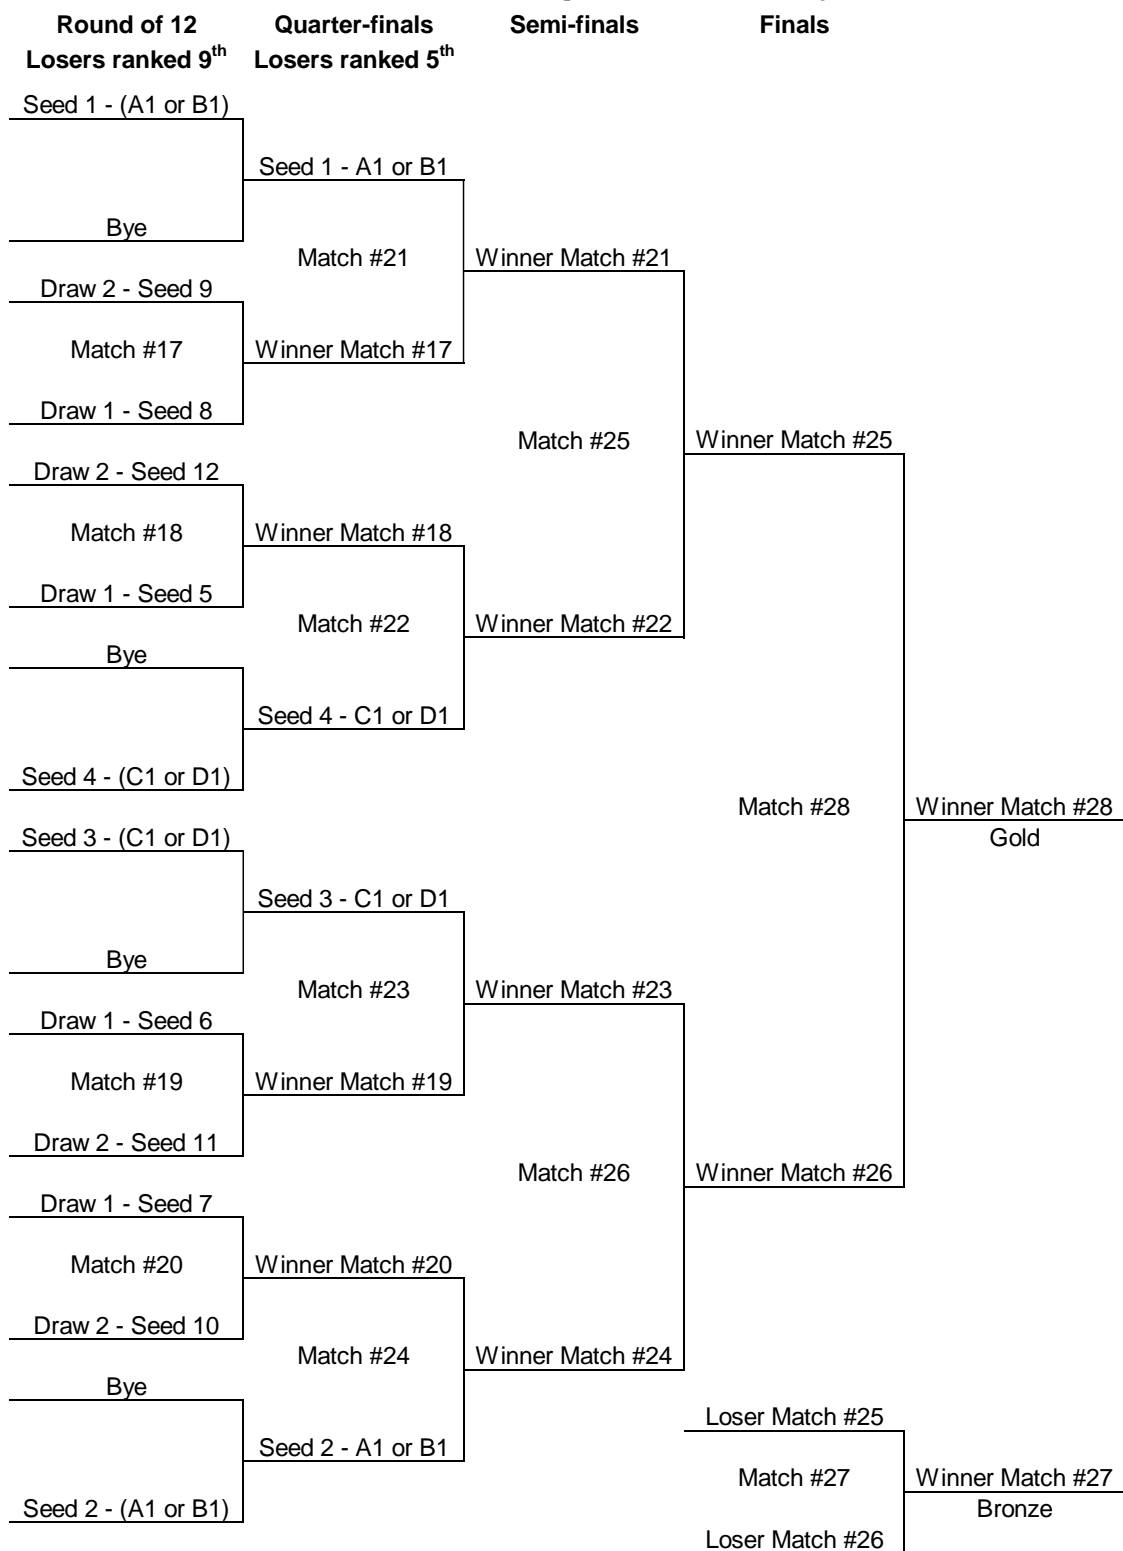 Round of 12 Quarter-finals Semi-finals Finals
Losers ranked 9th Losers ranked 5th
Seed 1 - (A1 or B1)
Seed 1 - A1 or B1
Bye
Match #21 Winner Match #21
Draw 2 - Seed 9
Match #17 Winner Match #17
Draw 1 - Seed 8
Match #25 Winner Match #25
Draw 2 - Seed 12
Match #18 Winner Match #18
Draw 1 - Seed 5
Match #22 Winner Match #22
Bye
Seed 4 - C1 or D1
Seed 4 - (C1 or D1)
Match #28 Winner Match #28
Seed 3 - (C1 or D1) Gold
Seed 3 - C1 or D1
Bye
Match #23 Winner Match #23
Draw 1 - Seed 6
Match #19 Winner Match #19
Draw 2 - Seed 11
Match #26 Winner Match #26
Draw 1 - Seed 7
Match #20 Winner Match #20
Draw 2 - Seed 10
Match #24 Winner Match #24
Bye
Loser Match #25
Seed 2 - A1 or B1
Match #27 Winner Match #27
Seed 2 - (A1 or B1) Bronze
Loser Match #26